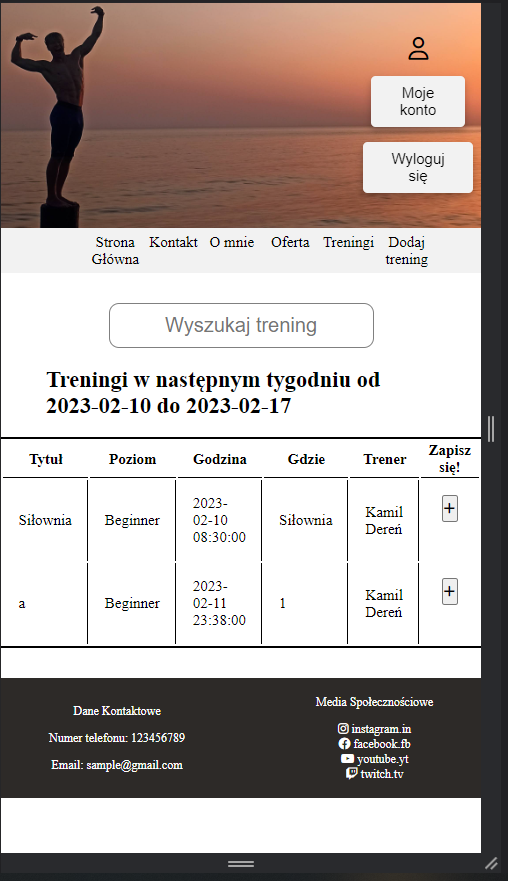 Moje
konto
Wyloguj
się
Strona
Główna
Kontakt
O mnie
Oferta
Treningi
Dodaj
trening
Wyszukaj trening
Treningi w następnym tygodniu od
2023-02-10 do 2023-02-17
Tytuł
Poziom
Godzina
Gdzie
Trener
Zapisz
się!
Siłownia
Beginner
2023-
02-10
08:30:00
Siłownia
Kamil
Dereń
+
a
Beginner
2023-
02-11
23:38:00
1
Kamil
Dereń
+
Dane Kontaktowe
Numer telefonu: 123456789
Email: sample@gmail.com
Media Społecznościowe
instagram.in
facebook.fb
youtube.yt
twitch.tv